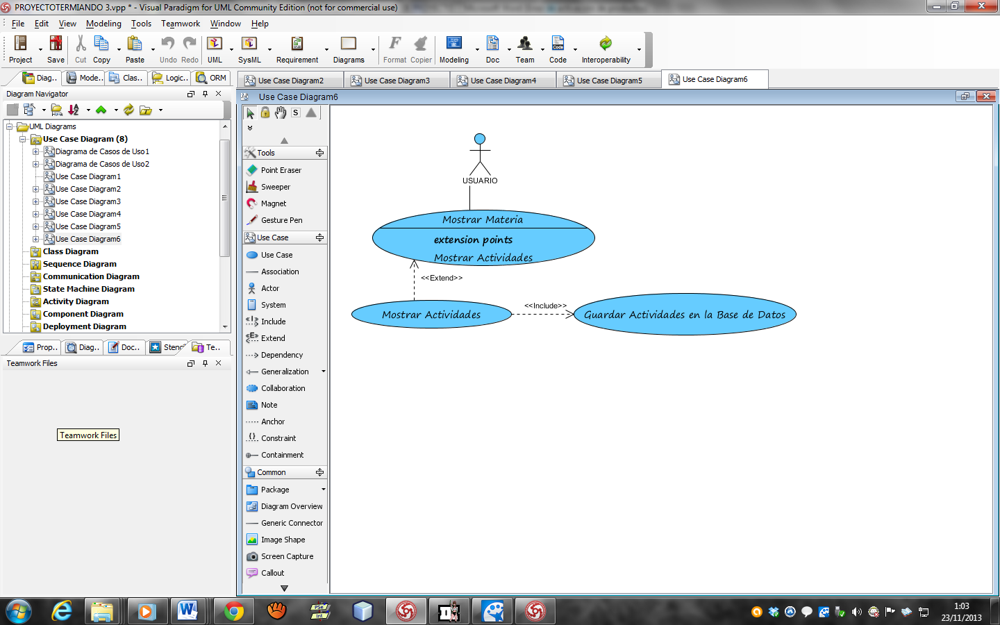 PROYECTOTERMIANDO 3.vpp * - Visual Paradigm for UML Community Edition (not for commercial use)
File Edit View Modeling Tools Teamwork Window Help
Project Save Cut Copy Paste Undo Redo UML SysML Requirement Diagrams Format Copier Modeling Doc Team Code Interoperability
Diag.. Mode.. Clas.. Logic.. ORM
Use Case Diagram2 Use Case Diagram3 Use Case Diagram4 Use Case Diagram5 Use Case Diagram6
Diagram Navigator
Use Case Diagram6
S
UML Diagrams
Use Case Diagram (8)
Diagrama de Casos de Uso1
Diagrama de Casos de Uso2
Use Case Diagram1
Use Case Diagram2
Use Case Diagram3
Use Case Diagram4
Use Case Diagram5
Use Case Diagram6
Class Diagram
Sequence Diagram
Communication Diagram
State Machine Diagram
Activity Diagram
Component Diagram
Deployment Diagram
Prop.. Diag.. Doc.. Stenc Te..
Teamwork Files
Teamwork Files
Tools
Point Eraser
Sweeper
Magnet
Gesture Pen
Use Case
Use Case
Association
Actor
System
Include
Extend
Dependency
Generalization
Collaboration
Note
Anchor
Constraint
Containment
Common
Package
Diagram Overview
Generic Connector
Image Shape
Screen Capture
Callout
USUARIO
Mostrar Materia
extension points
Mostrar Actividades
<<Extend>>
Mostrar Actividades
<<Include>>
Guardar Actividades en la Base de Datos
PSe
Int
1:03
23/11/2013